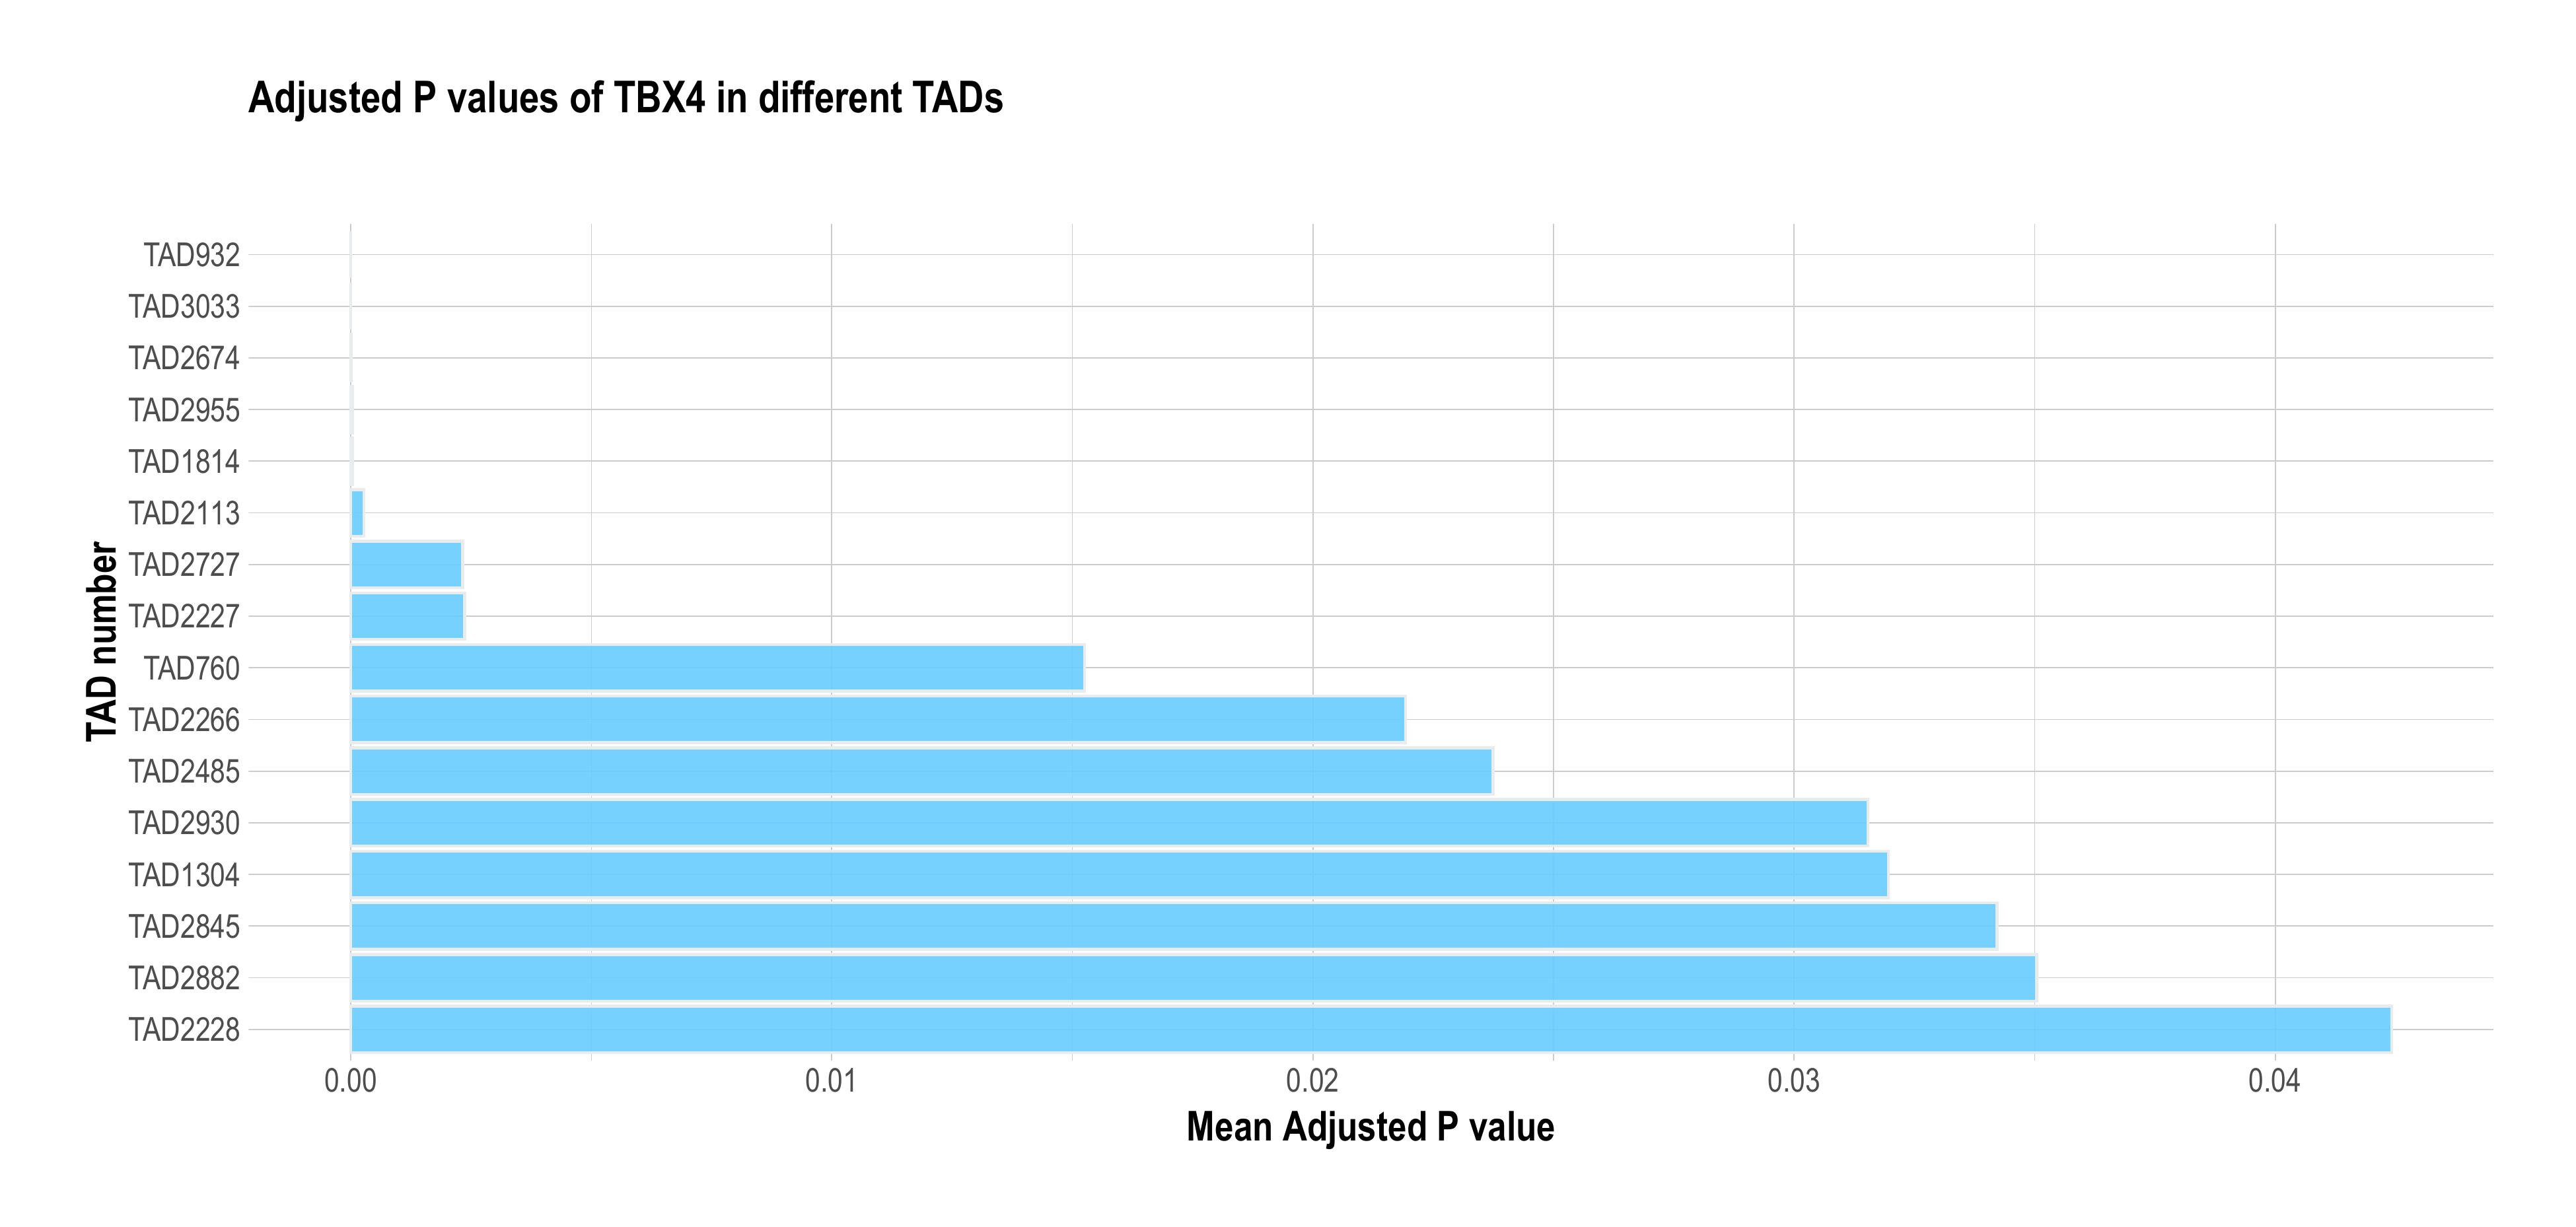 Adjusted P values of TBX4 in different TADs
TAD number
TAD932
TAD3033
TAD2674
TAD2955
TAD1814
TAD2113
TAD2727
TAD2227
TAD760
TAD2266
TAD2485
TAD2930
TAD1304
TAD2845
TAD2882
TAD2228
0.00 0.01 0.02 0.03 0.04
Mean Adjusted P value